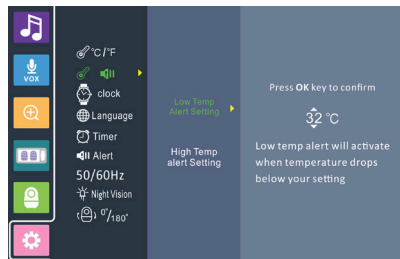 VOX
°C/°F
clock
Language
Timer
Alert
50/60Hz
Night Vision
0°/180°
Low Temp
Alert Setting
High Temp
alert Setting
Press OK key to confirm
32 °C
Low temp alert will activate
when temperature drops
below your setting